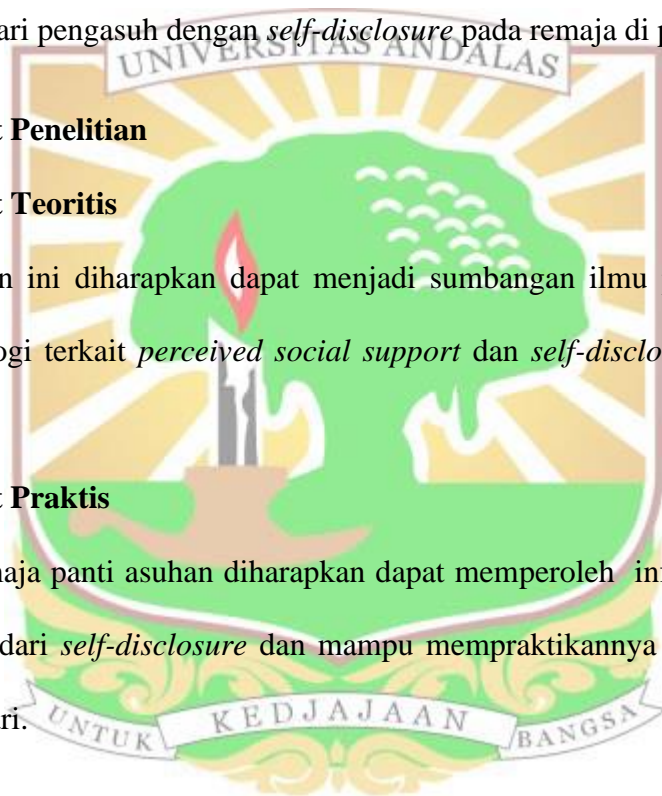 ari pengasuh dengan self-disclosure pada remaja di p
UNIVERSITAS ANDALAS
t Penelitian
t Teoritis
n ini diharapkan dapat menjadi sumbangan ilmu
ogi terkait perceived social support dan self-disclo
t Praktis
naja panti asuhan diharapkan dapat memperoleh in
dari self-disclosure dan mampu mempraktikannya
ri.
UNTUK KEDJAJAAN BANGSA